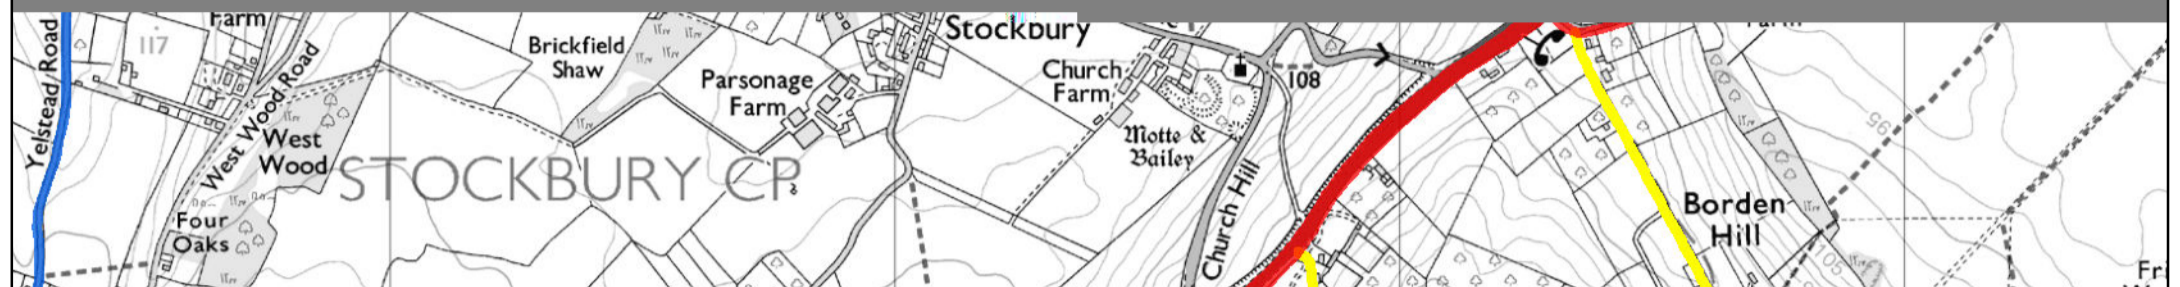 Farm
117
Yelstead Road
West Wood Road
West
Wood
Four
Oaks
STOCKBURY CP
Brickfield
Shaw
Parsonage
Farm
Stockbury
Church
Farm
Motte &
Bailey
Church Hill
108
Borden
Hill
95
105